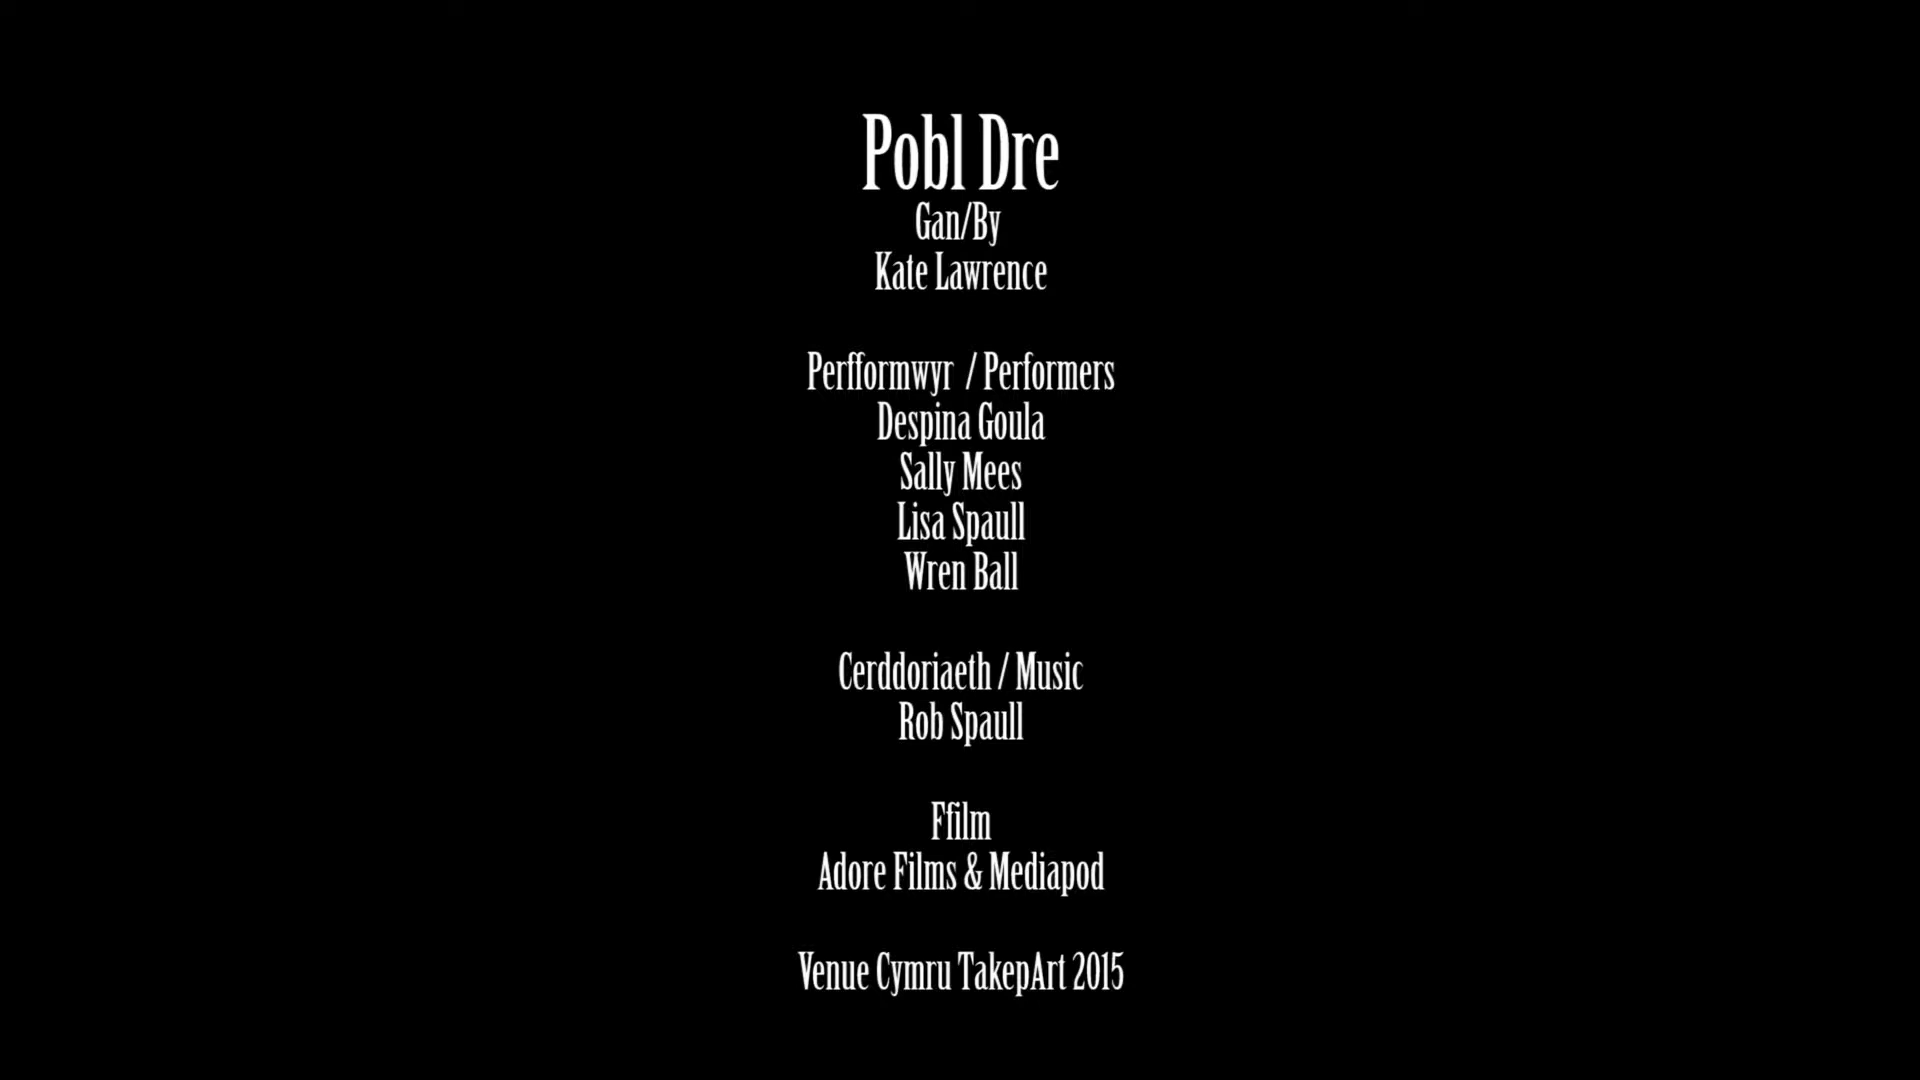 Pobl Dre
Gan/By
Kate Lawrence
Perfformwyr / Performers
Despina Goula
Sally Mees
Lisa Spaull
Wren Ball
Cerddoriaeth / Music
Rob Spaull
Ffilm
Adore Films & Mediapod
Venue Cymru TakepArt 2015